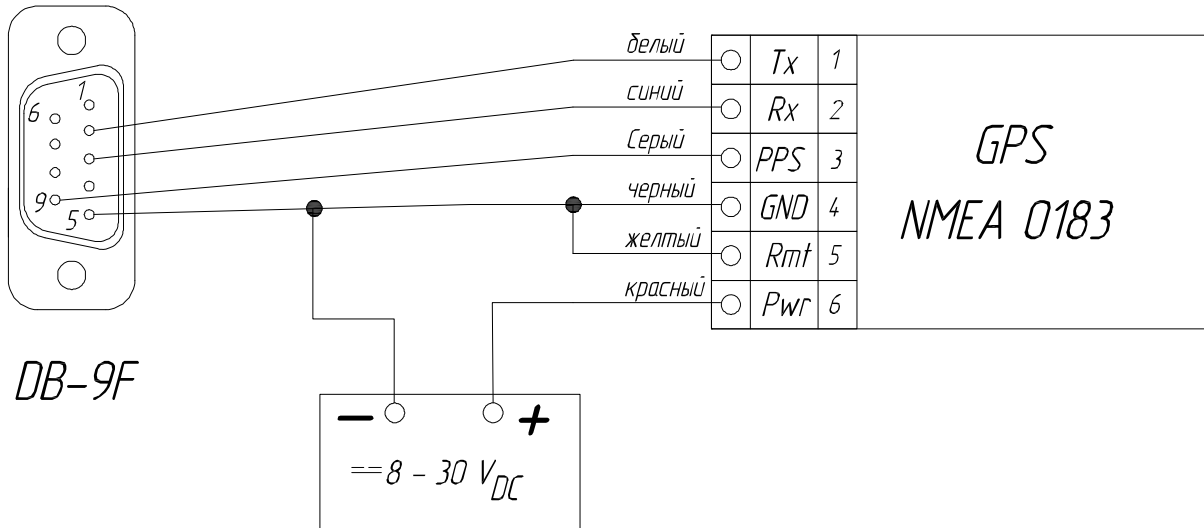 1
6
9
5
DB-9F
белый
синий
Серый
черный
желтый
красный
Tx 1
Rx 2
PPS 3
GND 4
Rmt 5
Pwr 6
GPS
NMEA 0183
− +
⎓8 - 30 VDC